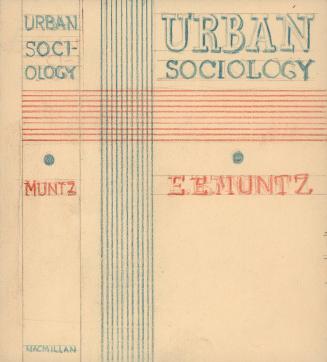 URBAN
SOCI-
OLOGY
MUNTZ
MACMILLAN
URBAN
SOCIOLOGY
E.E.MUNTZ